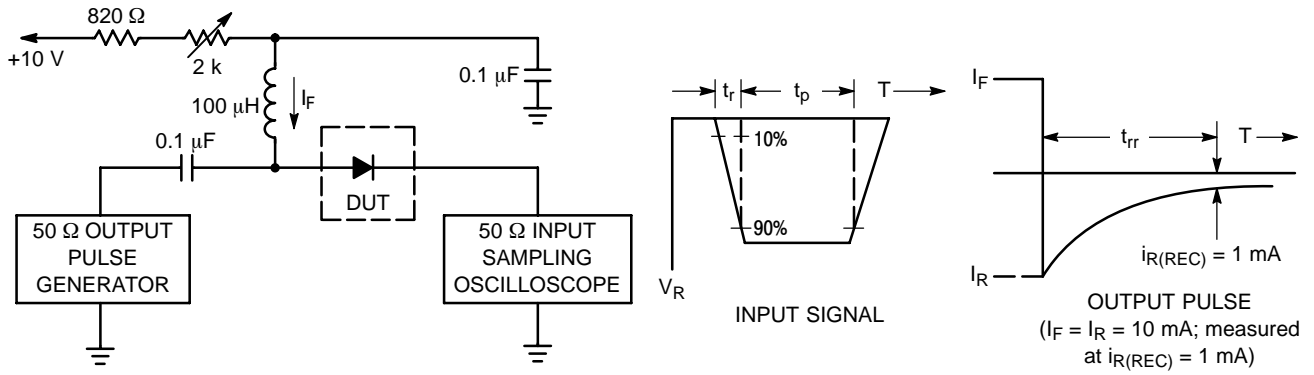 820 Ω
+10 V
2 k
100 μH
I_F
0.1 μF
0.1 μF
DUT
50 Ω OUTPUT
PULSE
GENERATOR
50 Ω INPUT
SAMPLING
OSCILLOSCOPE
t_r
t_p
T
10%
90%
V_R
INPUT SIGNAL
I_F
t_rr
T
I_R
i_R(REC) = 1 mA
OUTPUT PULSE
(I_F = I_R = 10 mA; measured
at i_R(REC) = 1 mA)